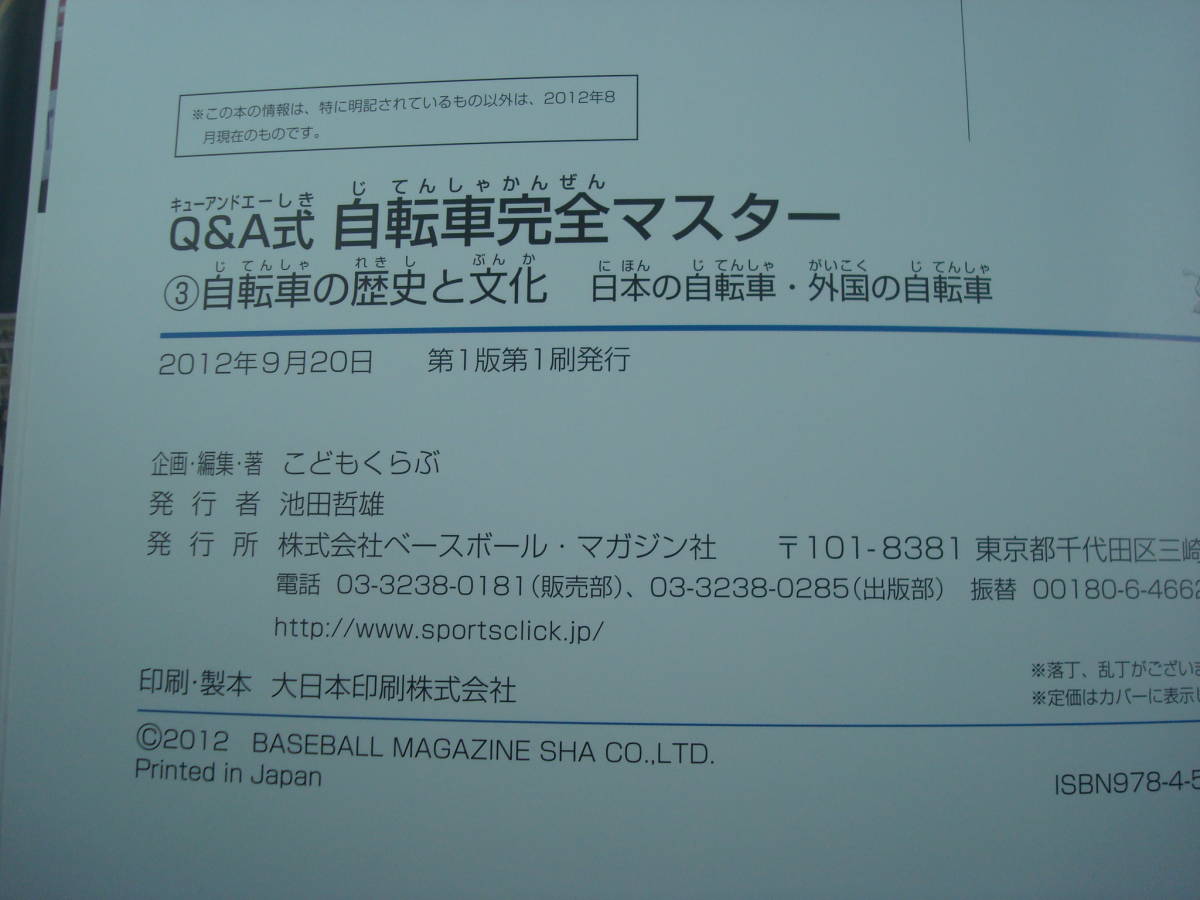 ※この本の情報は、特に明記されているもの以外は、2012年8
月現在のものです。
キューアンドエーしき じてんしゃかんぜん
Q&A式 自転車完全マスター
じてんしゃ れきし ぶんか にほん じてんしゃ がいこく じてんしゃ
③自転車の歴史と文化 日本の自転車・外国の自転車
2012年9月20日 第1版第1刷発行
企画・編集・著 こどもくらぶ
発行者 池田哲雄
発行所 株式会社ベースボール・マガジン社 〒101-8381 東京都千代田区三崎
電話 03-3238-0181(販売部)、03-3238-0285(出版部) 振替 00180-6-4662
http://www.sportsclick.jp/
印刷・製本 大日本印刷株式会社
※落丁、乱丁がございま
※定価はカバーに表示し
©2012 BASEBALL MAGAZINE SHA CO.,LTD.
Printed in Japan
ISBN978-4-5